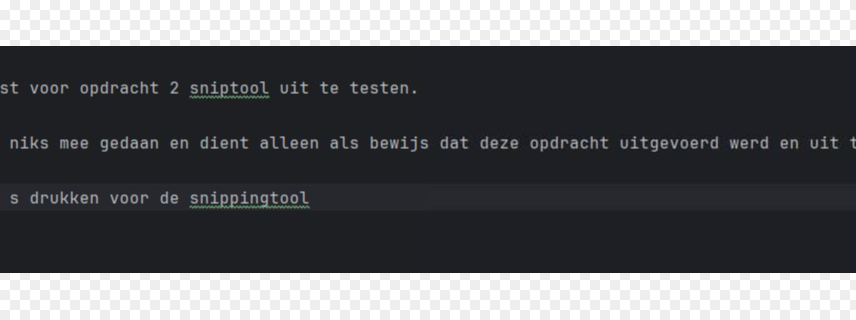 st voor opdracht 2 sniptool uit te testen.
niks mee gedaan en dient alleen als bewijs dat deze opdracht uitgevoerd werd en uit t
s drukken voor de snippingtool